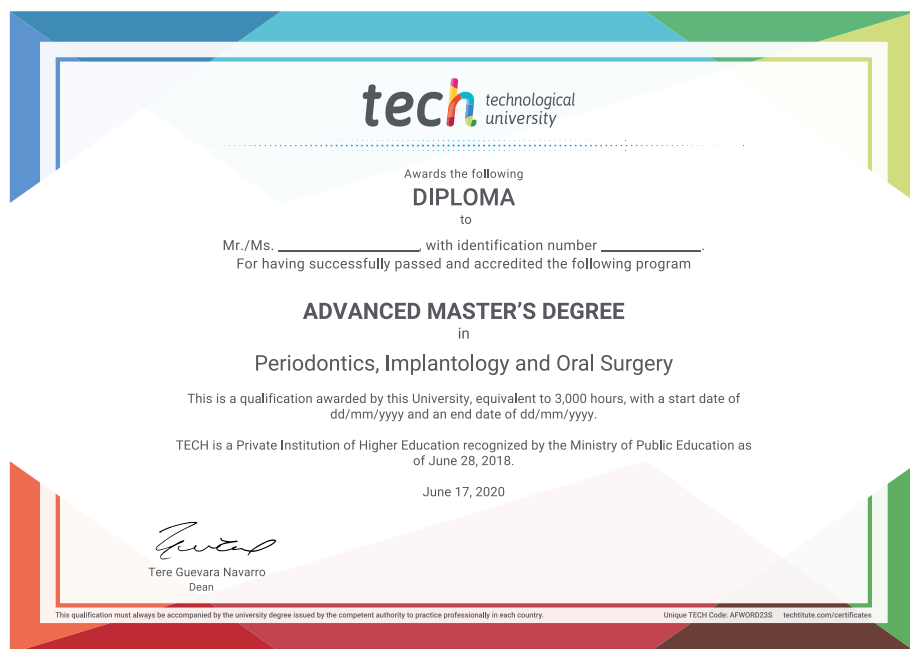 tech technological
university
Awards the following
DIPLOMA
to
Mr./Ms. ________________, with identification number ____________.
For having successfully passed and accredited the following program
ADVANCED MASTER'S DEGREE
in
Periodontics, Implantology and Oral Surgery
This is a qualification awarded by this University, equivalent to 3,000 hours, with a start date of
dd/mm/yyyy and an end date of dd/mm/yyyy.
TECH is a Private Institution of Higher Education recognized by the Ministry of Public Education as
of June 28, 2018.
June 17, 2020
Tere Guevara Navarro
Dean
This qualification must always be accompanied by the university degree issued by the competent authority to practice professionally in each country. Unique TECH Code: AFWORD23S techtitute.com/certificates